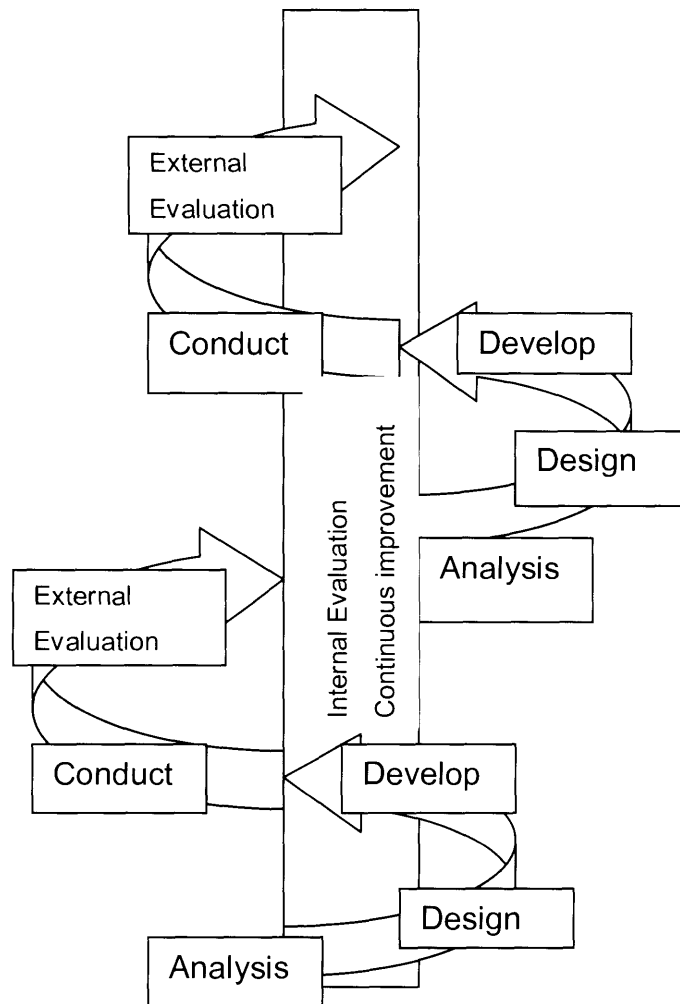 External
Evaluation
Conduct
Develop
Design
Analysis
Internal Evaluation
Continuous improvement
External
Evaluation
Conduct
Develop
Design
Analysis